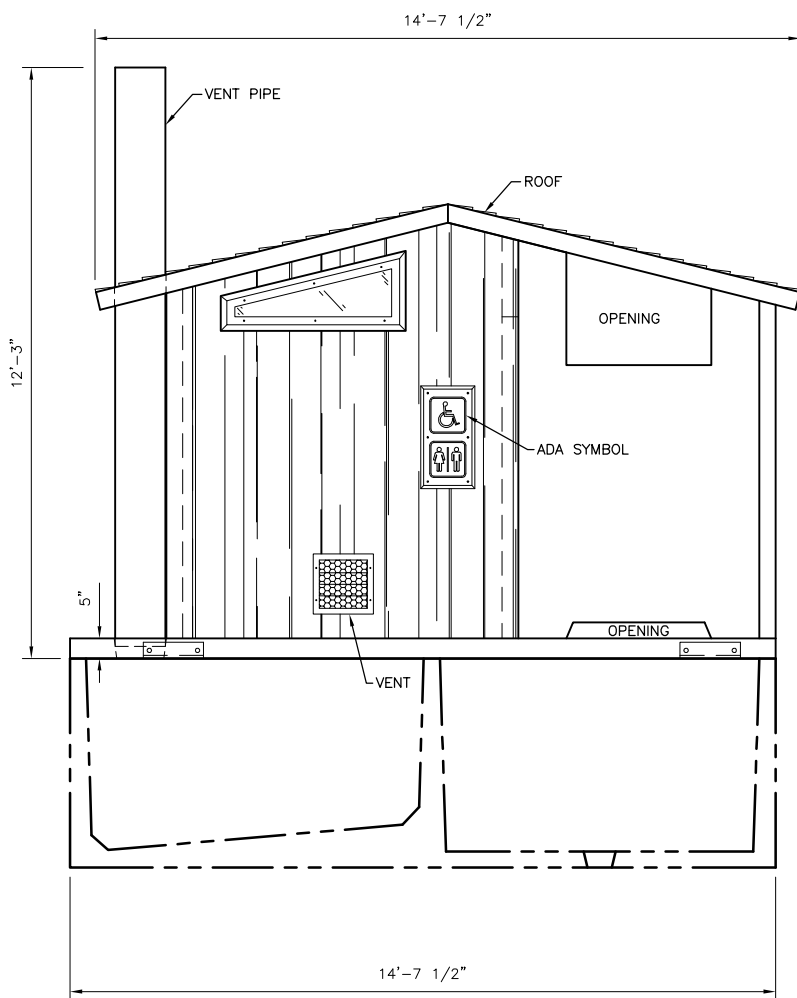 14'-7 1/2"
VENT PIPE
ROOF
OPENING
12'-3"
ADA SYMBOL
5"
OPENING
VENT
14'-7 1/2"